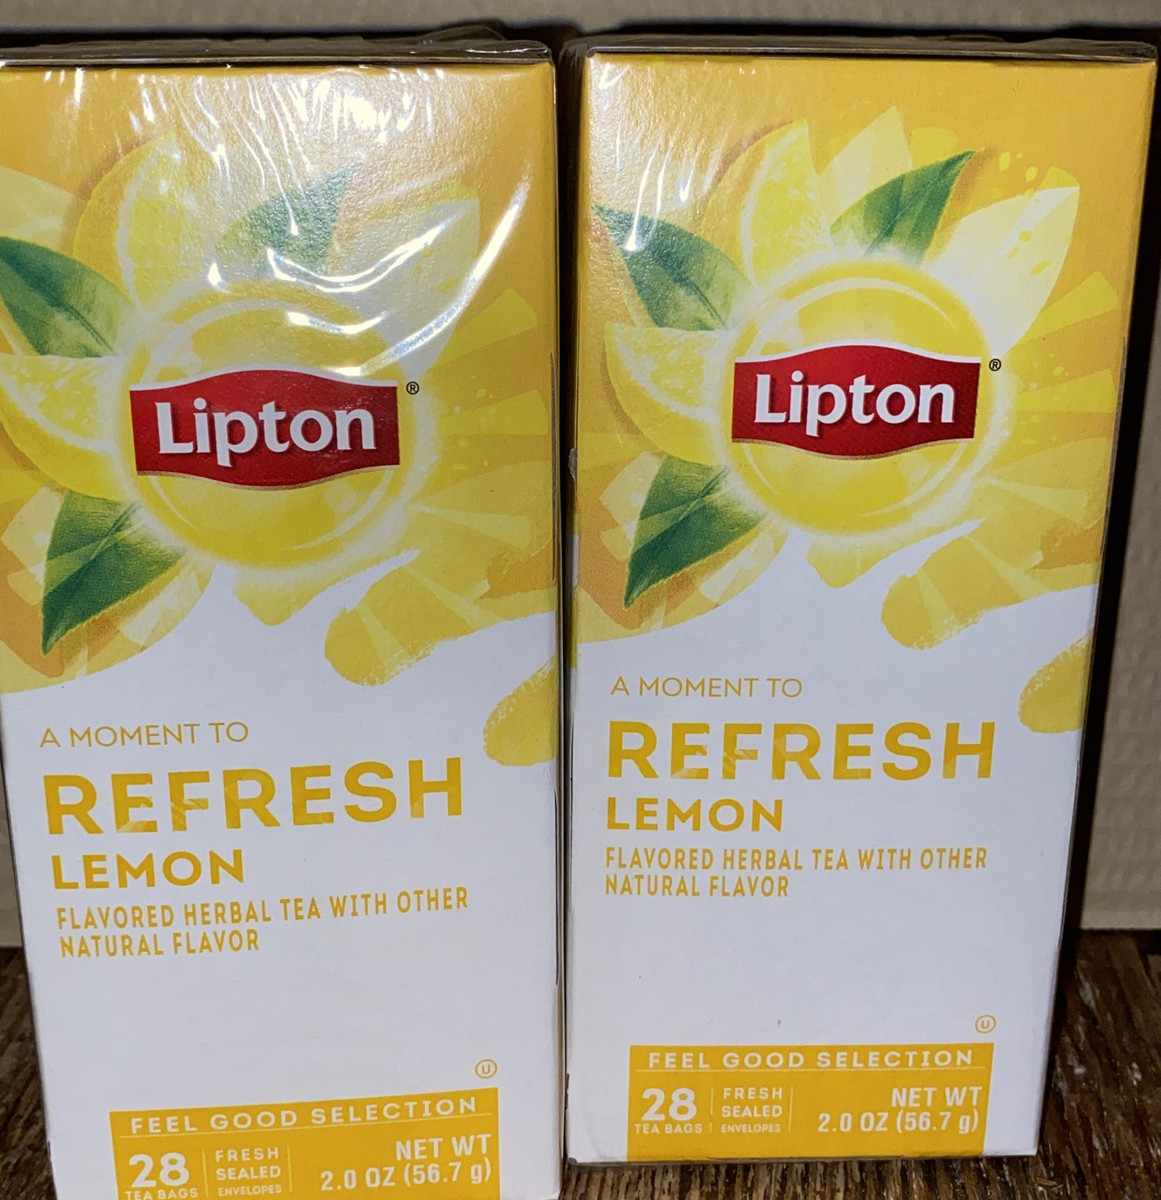 Lipton®
A MOMENT TO
REFRESH
LEMON
FLAVORED HERBAL TEA WITH OTHER
NATURAL FLAVOR
U
FEEL GOOD SELECTION
28
TEA BAGS
FRESH
SEALED
ENVELOPES
NET WT
2.0 OZ (56.7 g)
Lipton®
A MOMENT TO
REFRESH
LEMON
FLAVORED HERBAL TEA WITH OTHER
NATURAL FLAVOR
U
FEEL GOOD SELECTION
28
TEA BAGS
FRESH
SEALED
ENVELOPES
NET WT
2.0 OZ (56.7 g)